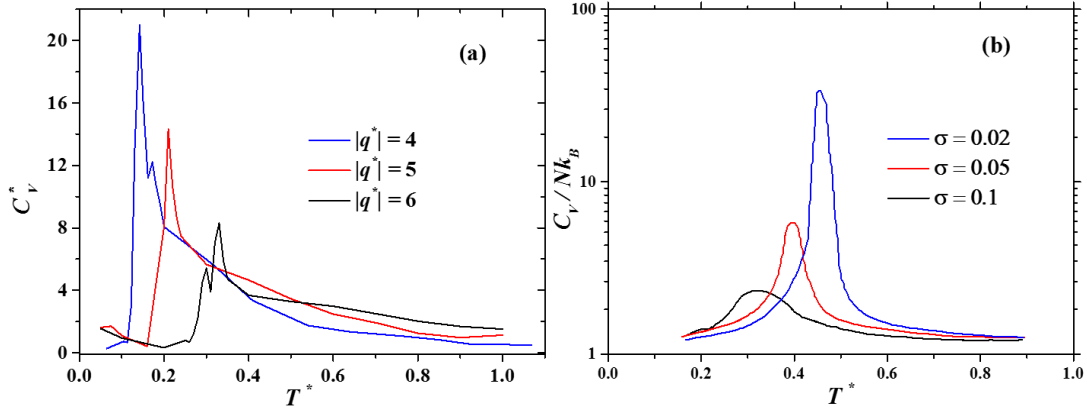 (a)
20
16
12
8
4
0
C*V
|q*| = 4
|q*| = 5
|q*| = 6
0.0 0.2 0.4 0.6 0.8 1.0
T*
(b)
100
10
1
CV / NkB
σ = 0.02
σ = 0.05
σ = 0.1
0.0 0.2 0.4 0.6 0.8 1.0
T*